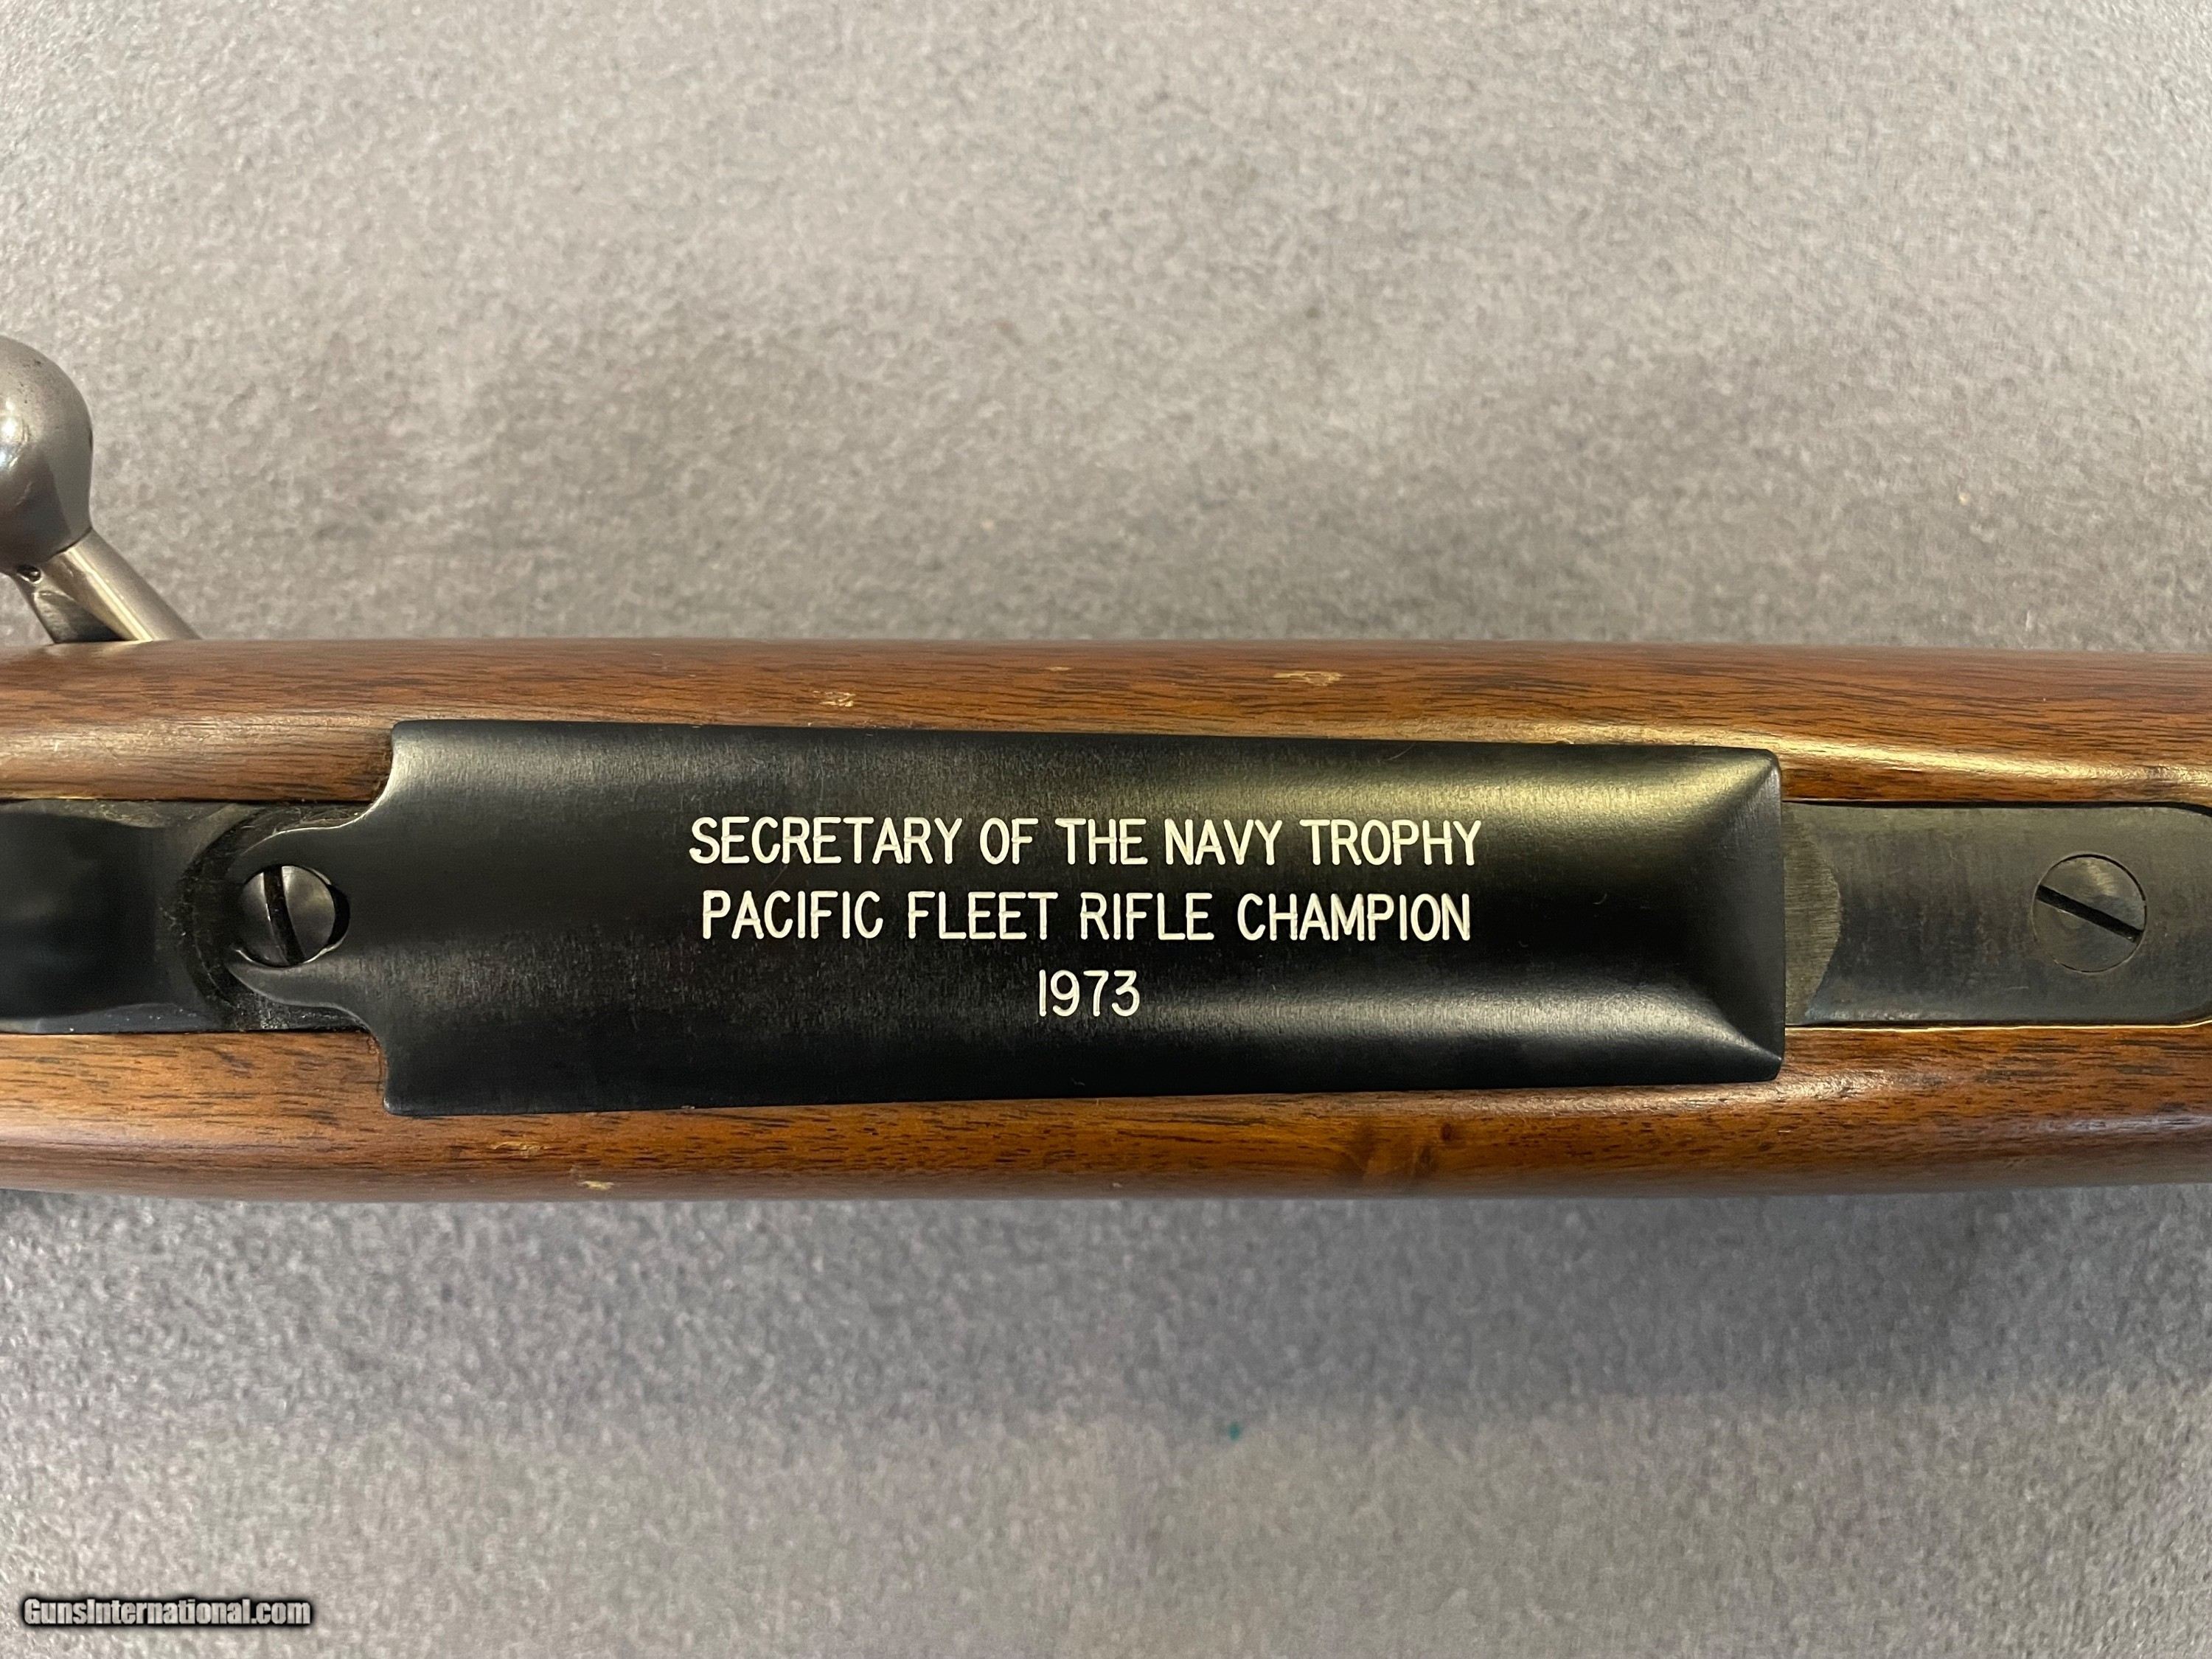 SECRETARY OF THE NAVY TROPHY
PACIFIC FLEET RIFLE CHAMPION
1973
GunsInternational.com